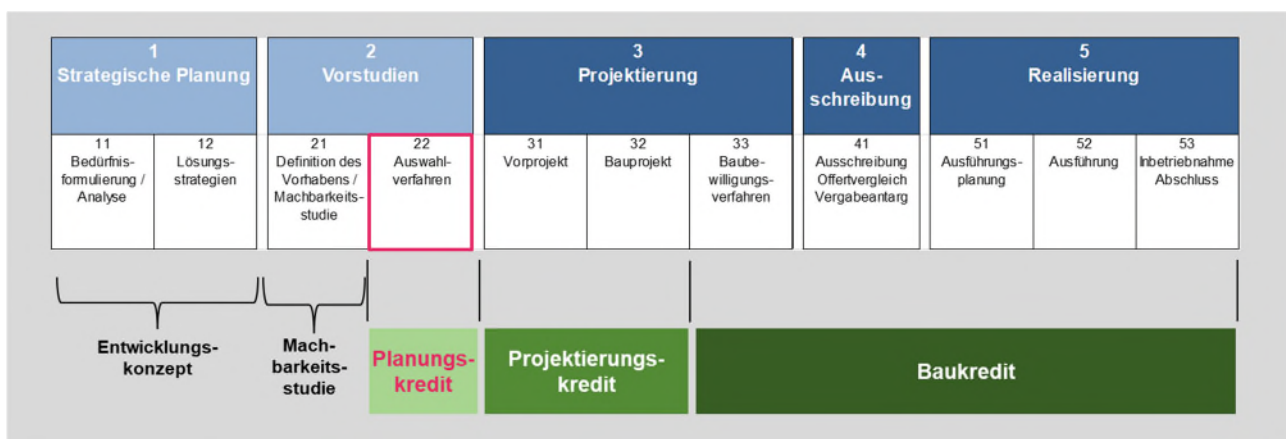 1
Strategische Planung
2
Vorstudien
3
Projektierung
4
Aus-
schreibung
5
Realisierung
11
Bedürfnis-
formulierung /
Analyse
12
Lösungs-
strategien
21
Definition des
Vorhabens /
Machbarkeits-
studie
22
Auswahl-
verfahren
31
Vorprojekt
32
Bauprojekt
33
Baube-
willigungs-
verfahren
41
Ausschreibung
Offertvergleich
Vergabeantarg
51
Ausführungs-
planung
52
Ausführung
53
Inbetriebnahme
Abschluss
Entwicklungs-
konzept
Mach-
barkeits-
studie
Planungs-
kredit
Projektierungs-
kredit
Baukredit